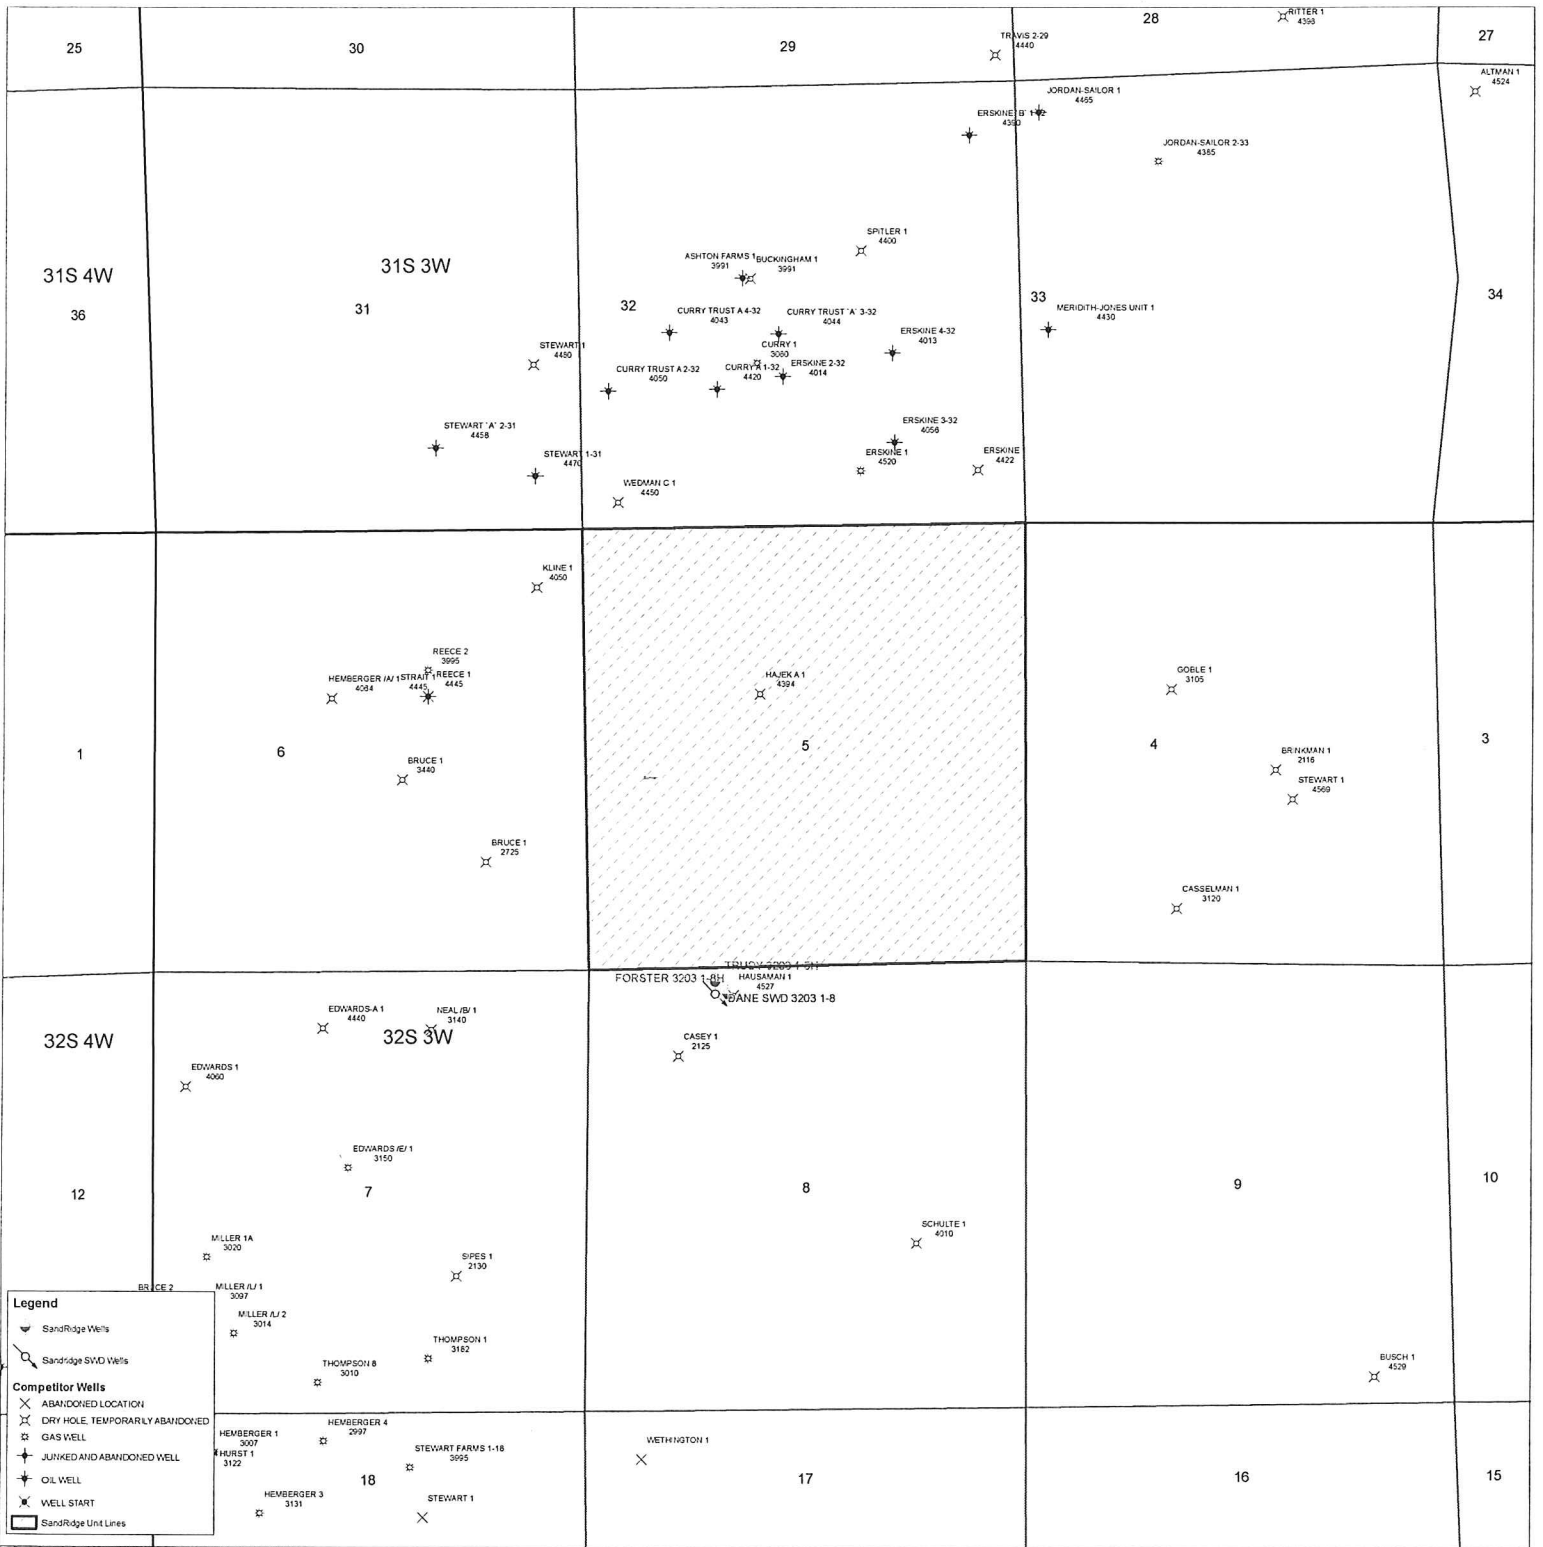 25
30
29
28
27
RITTER 1
4398
TRAVIS 2-29
4440
ALTMAN 1
4524
JORDAN-SAILOR 1
4465
ERSKINE 'B' 1-32
4390
JORDAN-SAILOR 2-33
4385
SPITLER 1
4400
ASHTON FARMS 1
3991
BUCKINGHAM 1
3991
31S 4W
36
31S 3W
31
32
33
34
CURRY TRUST A 4-32
4043
CURRY TRUST 'A' 3-32
4044
MERIDITH-JONES UNIT 1
4430
STEWART 1
4480
CURRY 1
3060
ERSKINE 4-32
4013
CURRY TRUST A 2-32
4050
CURRY A 1-32
4420
ERSKINE 2-32
4014
STEWART 'A' 2-31
4458
STEWART 1-31
4470
ERSKINE 3-32
4056
ERSKINE 1
4520
ERSKINE
4422
WEDMAN C 1
4450
KLINE 1
4050
REECE 2
3995
HEMBERGER /A/ 1
4064
STRAIT 1
4445
REECE 1
4445
HAJEK A 1
4394
GOBLE 1
3105
1
6
5
4
3
BRUCE 1
3440
BRINKMAN 1
2116
STEWART 1
4569
BRUCE 1
2725
CASSELMAN 1
3120
TRUDY 3203 1-5H
FORSTER 3203 1-8H
HAUSAMAN 1
4527
DANE SWD 3203 1-8
EDWARDS-A 1
4440
NEAL /B/ 1
3140
32S 4W
32S 3W
CASEY 1
2125
EDWARDS 1
4060
EDWARDS /E/ 1
3150
12
7
8
9
10
MILLER 1A
3020
SIPES 1
2130
SCHULTE 1
4010
BRUCE 2
MILLER /L/ 1
3097
MILLER /L/ 2
3014
THOMPSON 1
3182
THOMPSON 8
3010
BUSCH 1
4529
Legend
SandRidge Wells
Sandridge SWD Wells
Competitor Wells
ABANDONED LOCATION
DRY HOLE, TEMPORARILY ABANDONED
GAS WELL
JUNKED AND ABANDONED WELL
OIL WELL
WELL START
SandRidge Unit Lines
HEMBERGER 1
3007
HURST 1
3122
HEMBERGER 4
2997
STEWART FARMS 1-18
3995
WETHINGTON 1
18
17
16
15
HEMBERGER 3
3131
STEWART 1